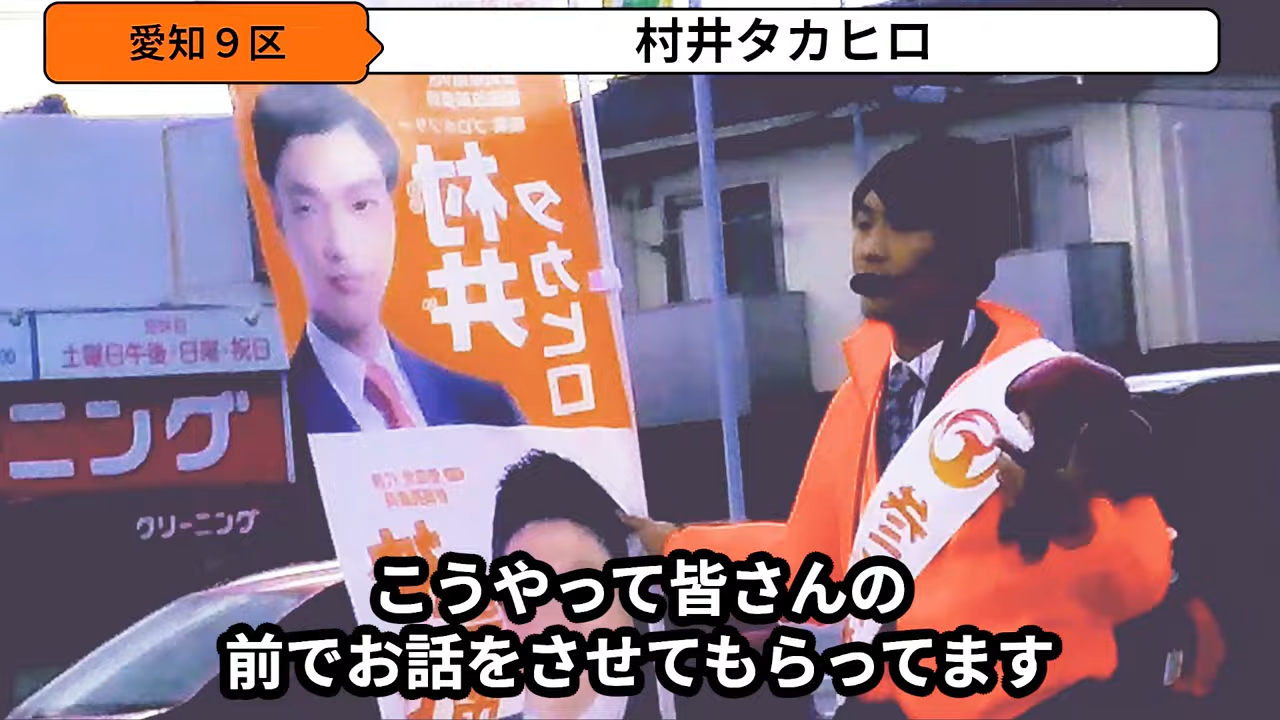 愛知９区
村井タカヒロ
村井
タカヒロ
土曜日午後・日曜・祝日
ニング
クリーニング
こうやって皆さんの
前でお話をさせてもらってます